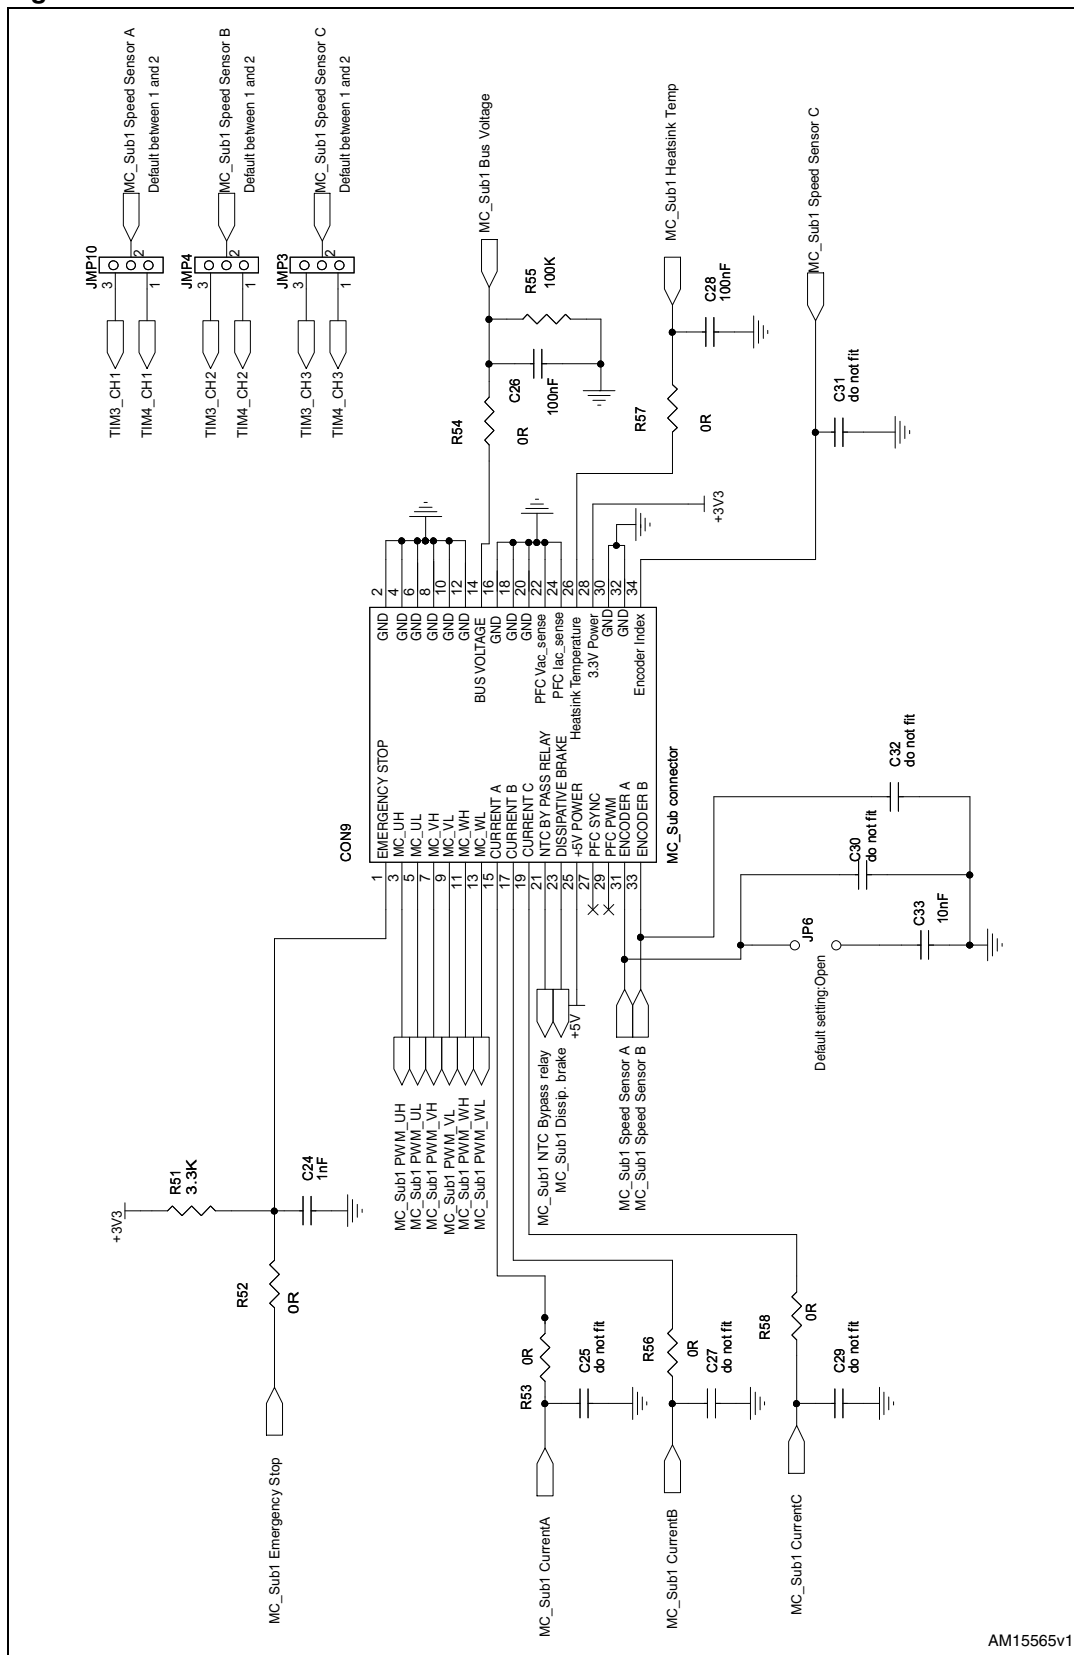 MC_Sub1 Emergency Stop
R52
0R
+3V3
R51
3.3K
C24
1nF
MC_Sub1 PWM_UH
MC_Sub1 PWM_UL
MC_Sub1 PWM_VH
MC_Sub1 PWM_VL
MC_Sub1 PWM_WH
MC_Sub1 PWM_WL
MC_Sub1 CurrentA
R53
0R
C25
do not fit
MC_Sub1 CurrentB
R56
0R
C27
do not fit
MC_Sub1 CurrentC
R58
0R
C29
do not fit
MC_Sub1 NTC Bypass relay
MC_Sub1 Dissip. brake
+5V
MC_Sub1 Speed Sensor A
MC_Sub1 Speed Sensor B
Default setting:Open
JP6
C33
10nF
C30
do not fit
C32
do not fit
CON9
1 EMERGENCY STOP
3 MC_UH
5 MC_UL
7 MC_VH
9 MC_VL
11 MC_WH
13 MC_WL
15 CURRENT A
17 CURRENT B
19 CURRENT C
21 NTC BY PASS RELAY
23 DISSIPATIVE BRAKE
25 +5V POWER
27 PFC SYNC
29 PFC PWM
31 ENCODER A
33 ENCODER B
GND 2
GND 4
GND 6
GND 8
GND 10
GND 12
BUS VOLTAGE 14
GND 16
GND 18
GND 20
PFC Vac_sense 22
PFC Iac_sense 24
Heatsink Temperature 26
3.3V Power 28
GND 30
GND 32
Encoder Index 34
MC_Sub connector
TIM3_CH1
TIM4_CH1
JMP10
3
2
1
MC_Sub1 Speed Sensor A
Default between 1 and 2
TIM3_CH2
TIM4_CH2
JMP4
3
2
1
MC_Sub1 Speed Sensor B
Default between 1 and 2
TIM3_CH3
TIM4_CH3
JMP3
3
2
1
MC_Sub1 Speed Sensor C
Default between 1 and 2
R54
0R
C26
100nF
R55
100K
MC_Sub1 Bus Voltage
R57
0R
C28
100nF
MC_Sub1 Heatsink Temp
+3V3
C31
do not fit
MC_Sub1 Speed Sensor C
AM15565v1